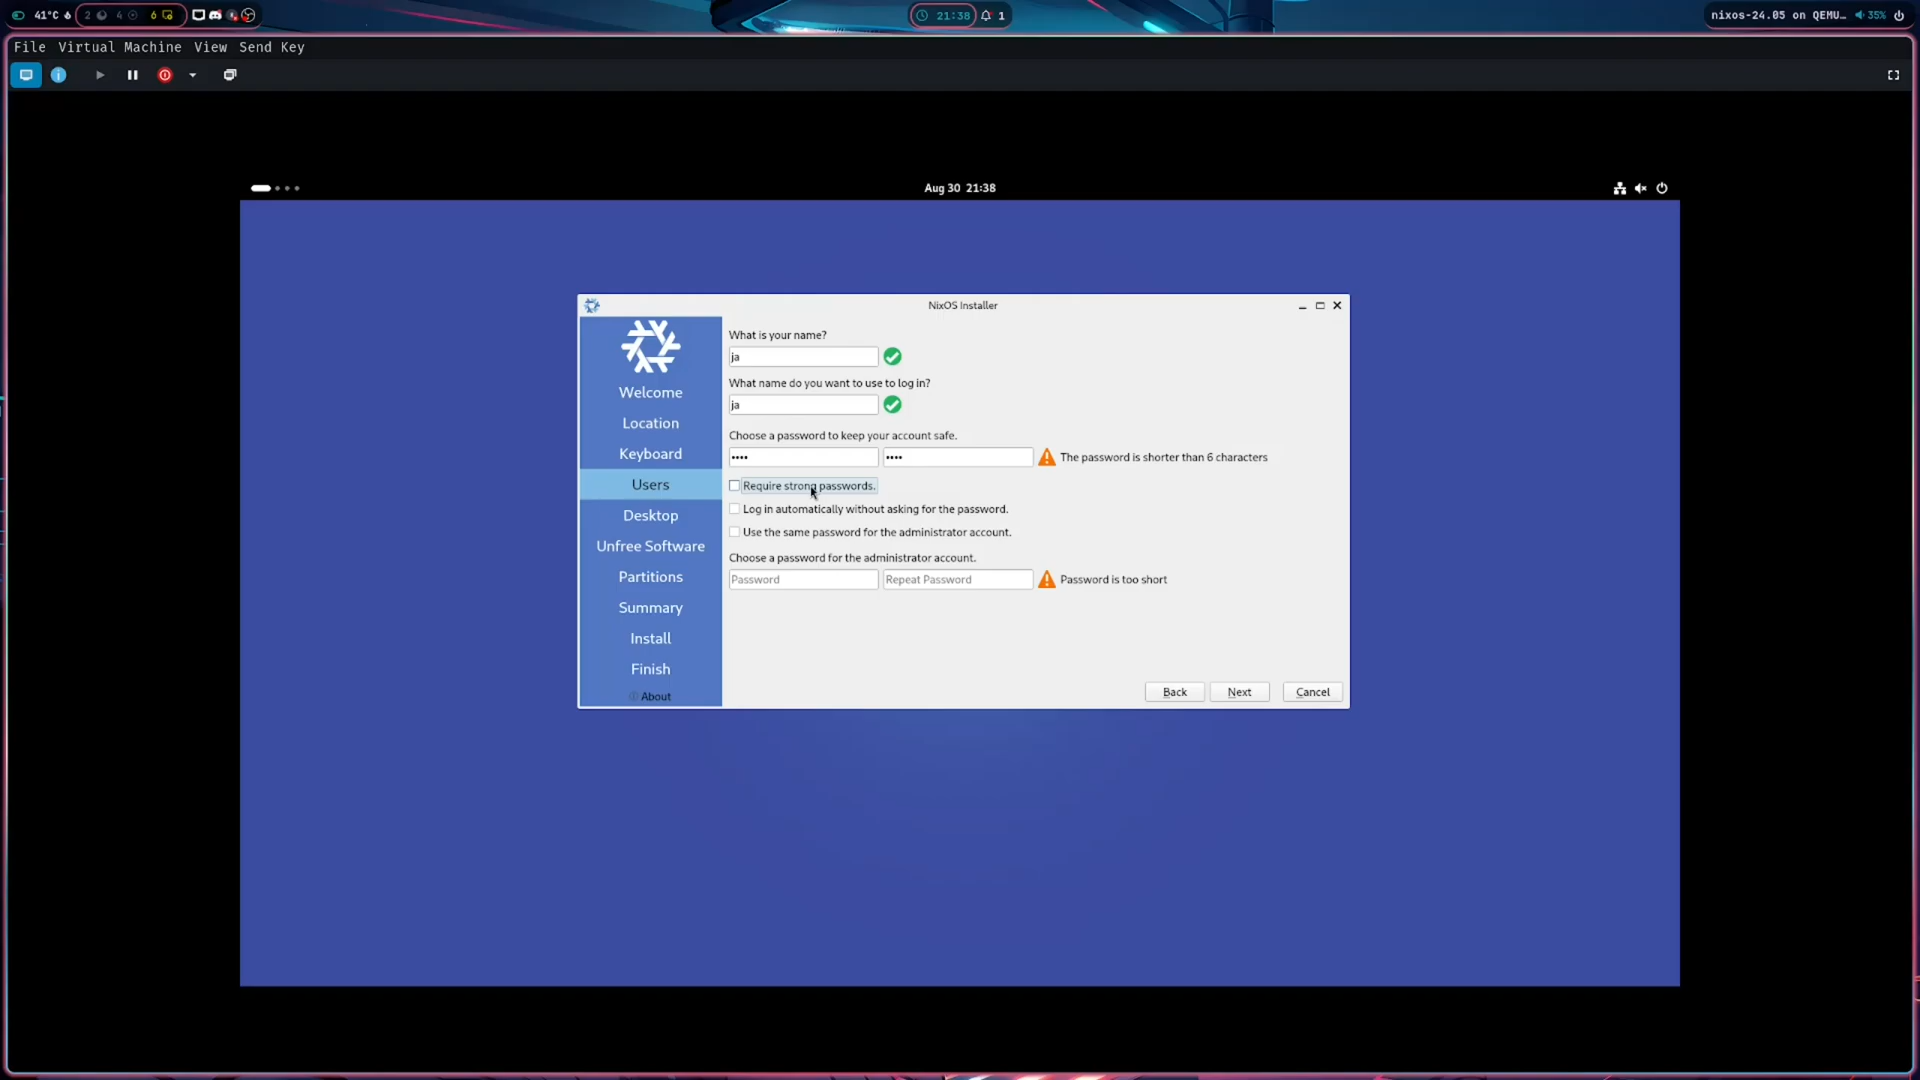 41°C 2 4 6 21:38 1 nixos-24.05 on QEMU… 35%
File Virtual Machine View Send Key
Aug 30 21:38
NixOS Installer
Welcome
Location
Keyboard
Users
Desktop
Unfree Software
Partitions
Summary
Install
Finish
About
What is your name?
ja
What name do you want to use to log in?
ja
Choose a password to keep your account safe.
•••• •••• The password is shorter than 6 characters
Require strong passwords.
Log in automatically without asking for the password.
Use the same password for the administrator account.
Choose a password for the administrator account.
Password Repeat Password Password is too short
Back Next Cancel